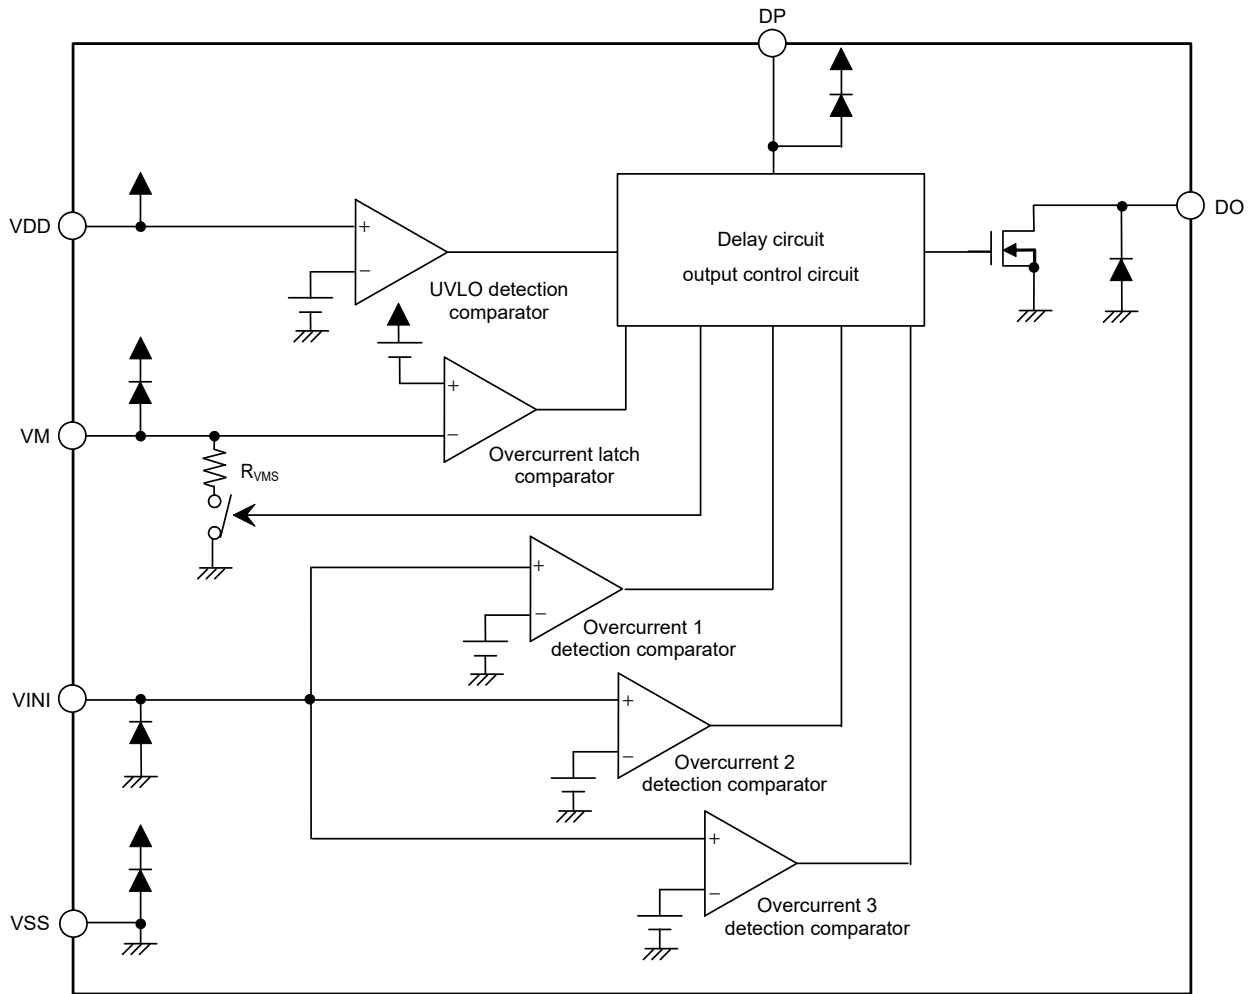 DP
VDD
+
−
UVLO detection
comparator
Delay circuit
output control circuit
DO
VM
+
−
Overcurrent latch
comparator
RVMS
+
−
Overcurrent 1
detection comparator
VINI
+
−
Overcurrent 2
detection comparator
+
−
Overcurrent 3
detection comparator
VSS